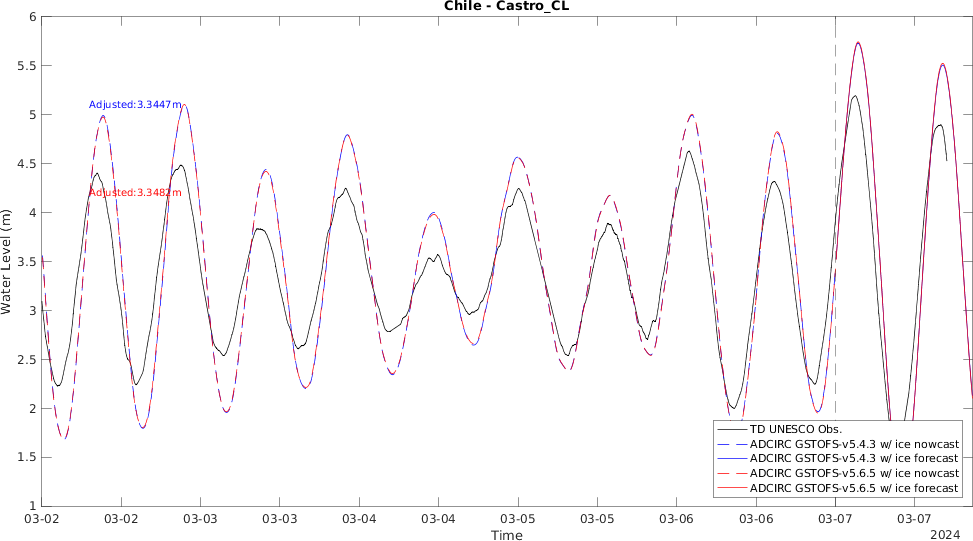 Chile - Castro_CL
6
5.5
5
4.5
4
3.5
3
2.5
2
1.5
1
Water Level (m)
Adjusted:3.3447m
Adjusted:3.3482m
TD UNESCO Obs.
ADCIRC GSTOFS-v5.4.3 w/ ice nowcast
ADCIRC GSTOFS-v5.4.3 w/ ice forecast
ADCIRC GSTOFS-v5.6.5 w/ ice nowcast
ADCIRC GSTOFS-v5.6.5 w/ ice forecast
03-02 03-02 03-03 03-03 03-04 03-04 03-05 03-05 03-06 03-06 03-07 03-07
Time
2024